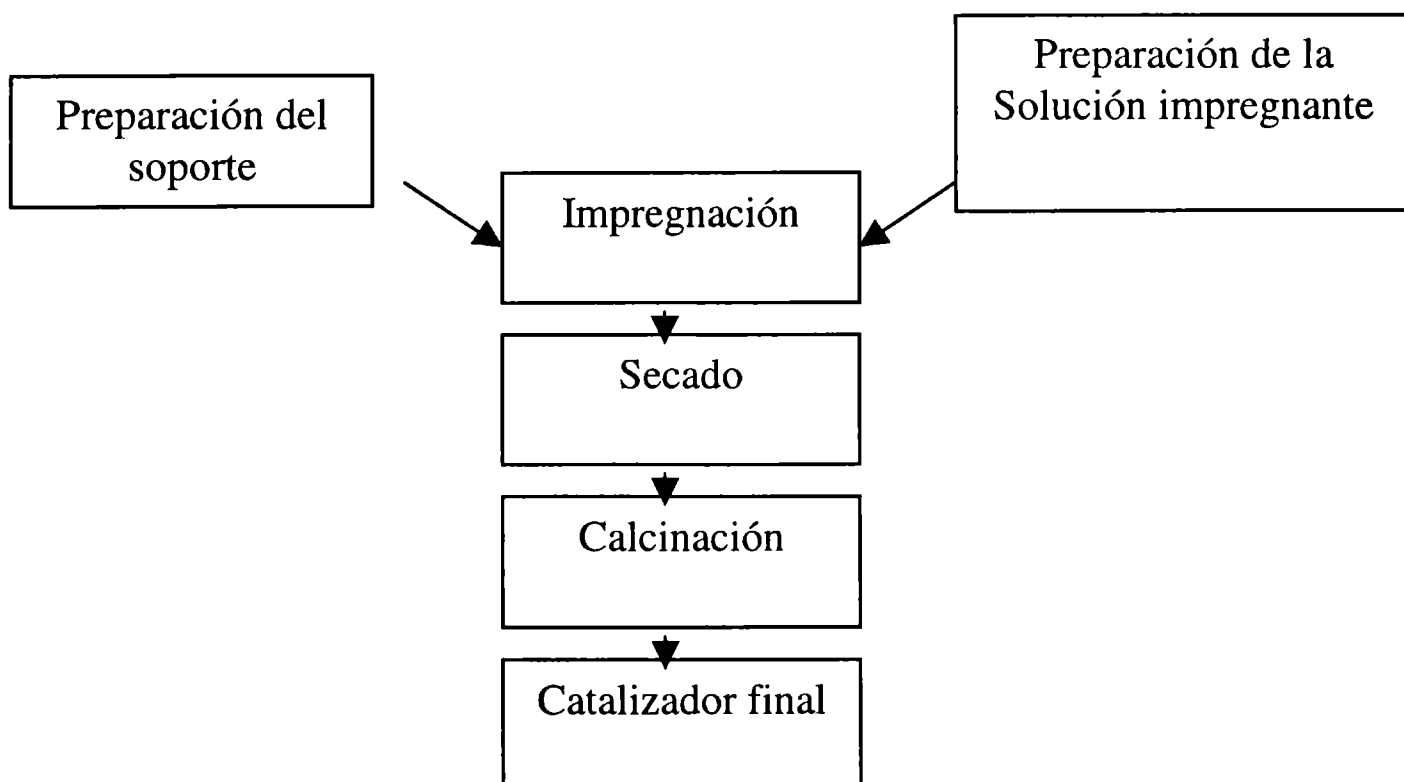 Preparación del
soporte
Preparación de la
Solución impregnante
Impregnación
Secado
Calcinación
Catalizador final